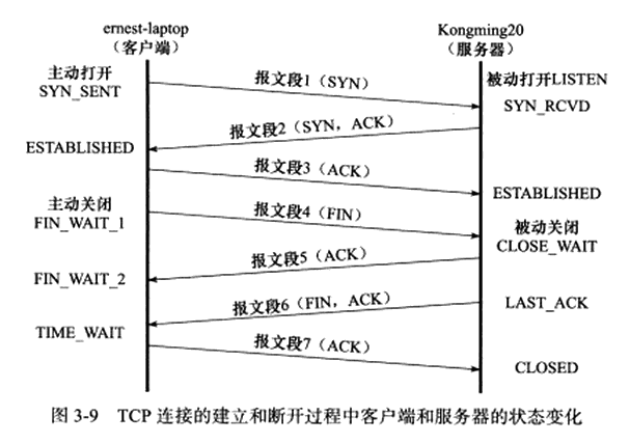 ernest-laptop
（客户端）
Kongming20
（服务器）
主动打开
SYN_SENT
报文段1（SYN）
被动打开LISTEN
SYN_RCVD
报文段2（SYN，ACK）
ESTABLISHED
报文段3（ACK）
ESTABLISHED
主动关闭
FIN_WAIT_1
报文段4（FIN）
被动关闭
CLOSE_WAIT
报文段5（ACK）
FIN_WAIT_2
报文段6（FIN，ACK）
LAST_ACK
TIME_WAIT
报文段7（ACK）
CLOSED
图 3-9 TCP 连接的建立和断开过程中客户端和服务器的状态变化